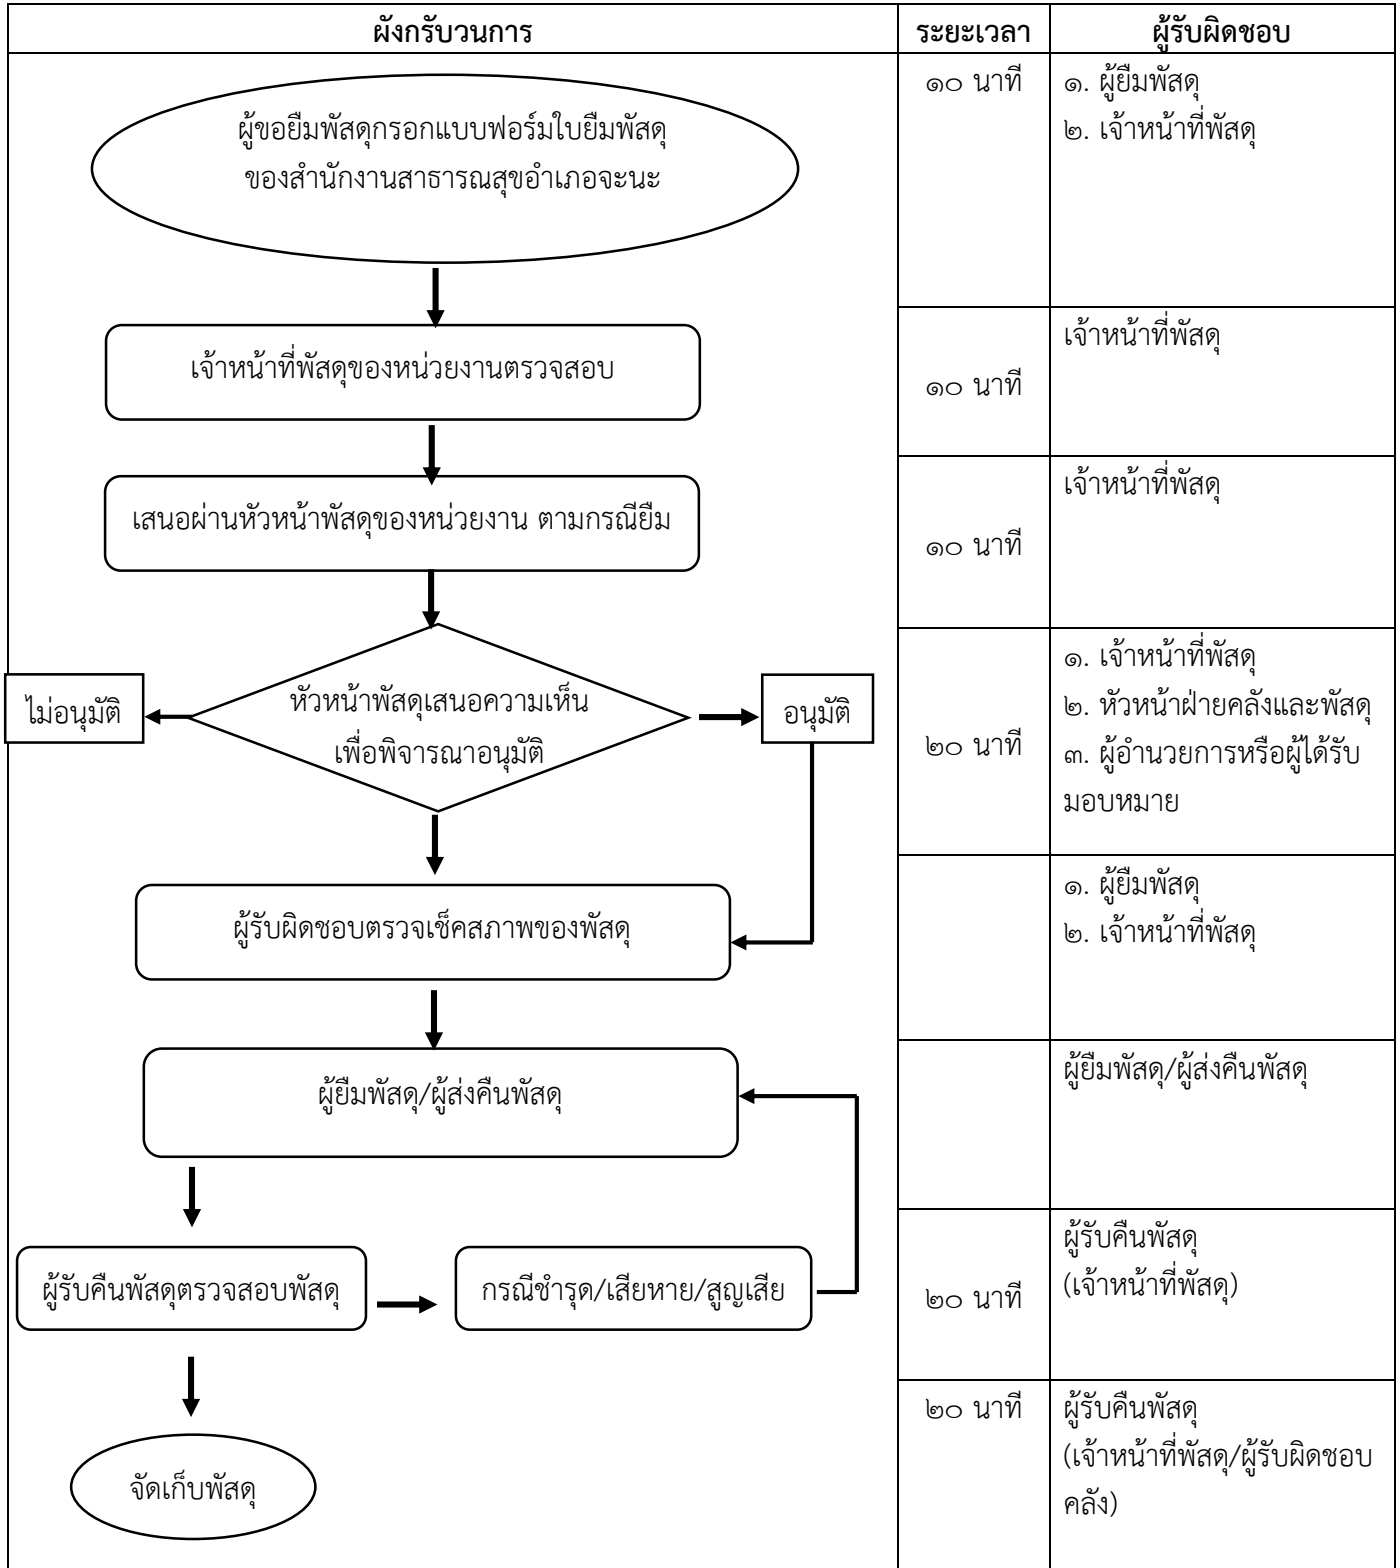 ผังกรับวนการ
ระยะเวลา
ผู้รับผิดชอบ
ผู้ขอยืมพัสดุกรอกแบบฟอร์มใบยืมพัสดุ
ของสำนักงานสาธารณสุขอำเภอจะนะ
๑๐ นาที
๑. ผู้ยืมพัสดุ
๒. เจ้าหน้าที่พัสดุ
เจ้าหน้าที่พัสดุของหน่วยงานตรวจสอบ
๑๐ นาที
เจ้าหน้าที่พัสดุ
เสนอผ่านหัวหน้าพัสดุของหน่วยงาน ตามกรณียืม
๑๐ นาที
เจ้าหน้าที่พัสดุ
ไม่อนุมัติ
หัวหน้าพัสดุเสนอความเห็น
เพื่อพิจารณาอนุมัติ
อนุมัติ
๒๐ นาที
๑. เจ้าหน้าที่พัสดุ
๒. หัวหน้าฝ่ายคลังและพัสดุ
๓. ผู้อำนวยการหรือผู้ได้รับ
มอบหมาย
ผู้รับผิดชอบตรวจเช็คสภาพของพัสดุ
๑. ผู้ยืมพัสดุ
๒. เจ้าหน้าที่พัสดุ
ผู้ยืมพัสดุ/ผู้ส่งคืนพัสดุ
ผู้ยืมพัสดุ/ผู้ส่งคืนพัสดุ
ผู้รับคืนพัสดุตรวจสอบพัสดุ
กรณีชำรุด/เสียหาย/สูญเสีย
๒๐ นาที
ผู้รับคืนพัสดุ
(เจ้าหน้าที่พัสดุ)
จัดเก็บพัสดุ
๒๐ นาที
ผู้รับคืนพัสดุ
(เจ้าหน้าที่พัสดุ/ผู้รับผิดชอบ
คลัง)